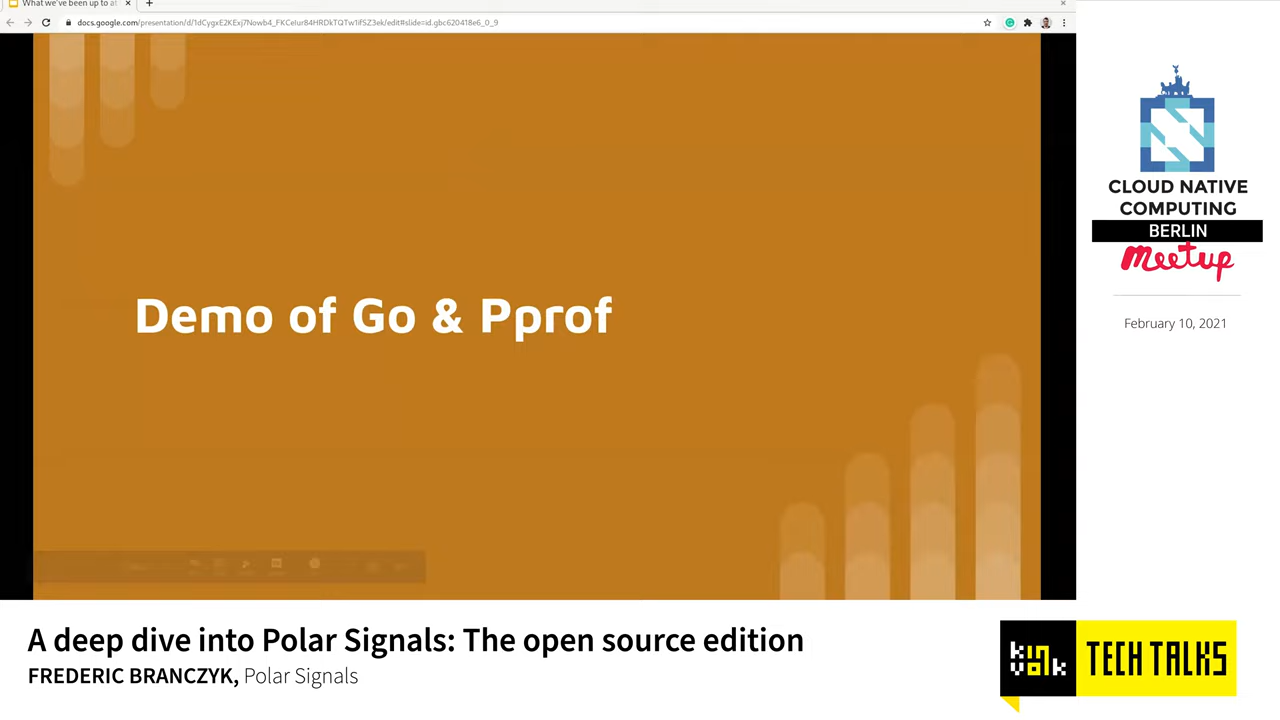 What we've been up to at
docs.google.com/presentation/d/1dCygxE2KExj7Nowb4_FKCelur84HRDkTQTw1iFSZ3ek/edit#slide=id.gbc620418e6_0_9
Demo of Go & Pprof
CLOUD NATIVE
COMPUTING
BERLIN
Meetup
February 10, 2021
A deep dive into Polar Signals: The open source edition
FREDERIC BRANCZYK, Polar Signals
kinvolk
TECH TALKS